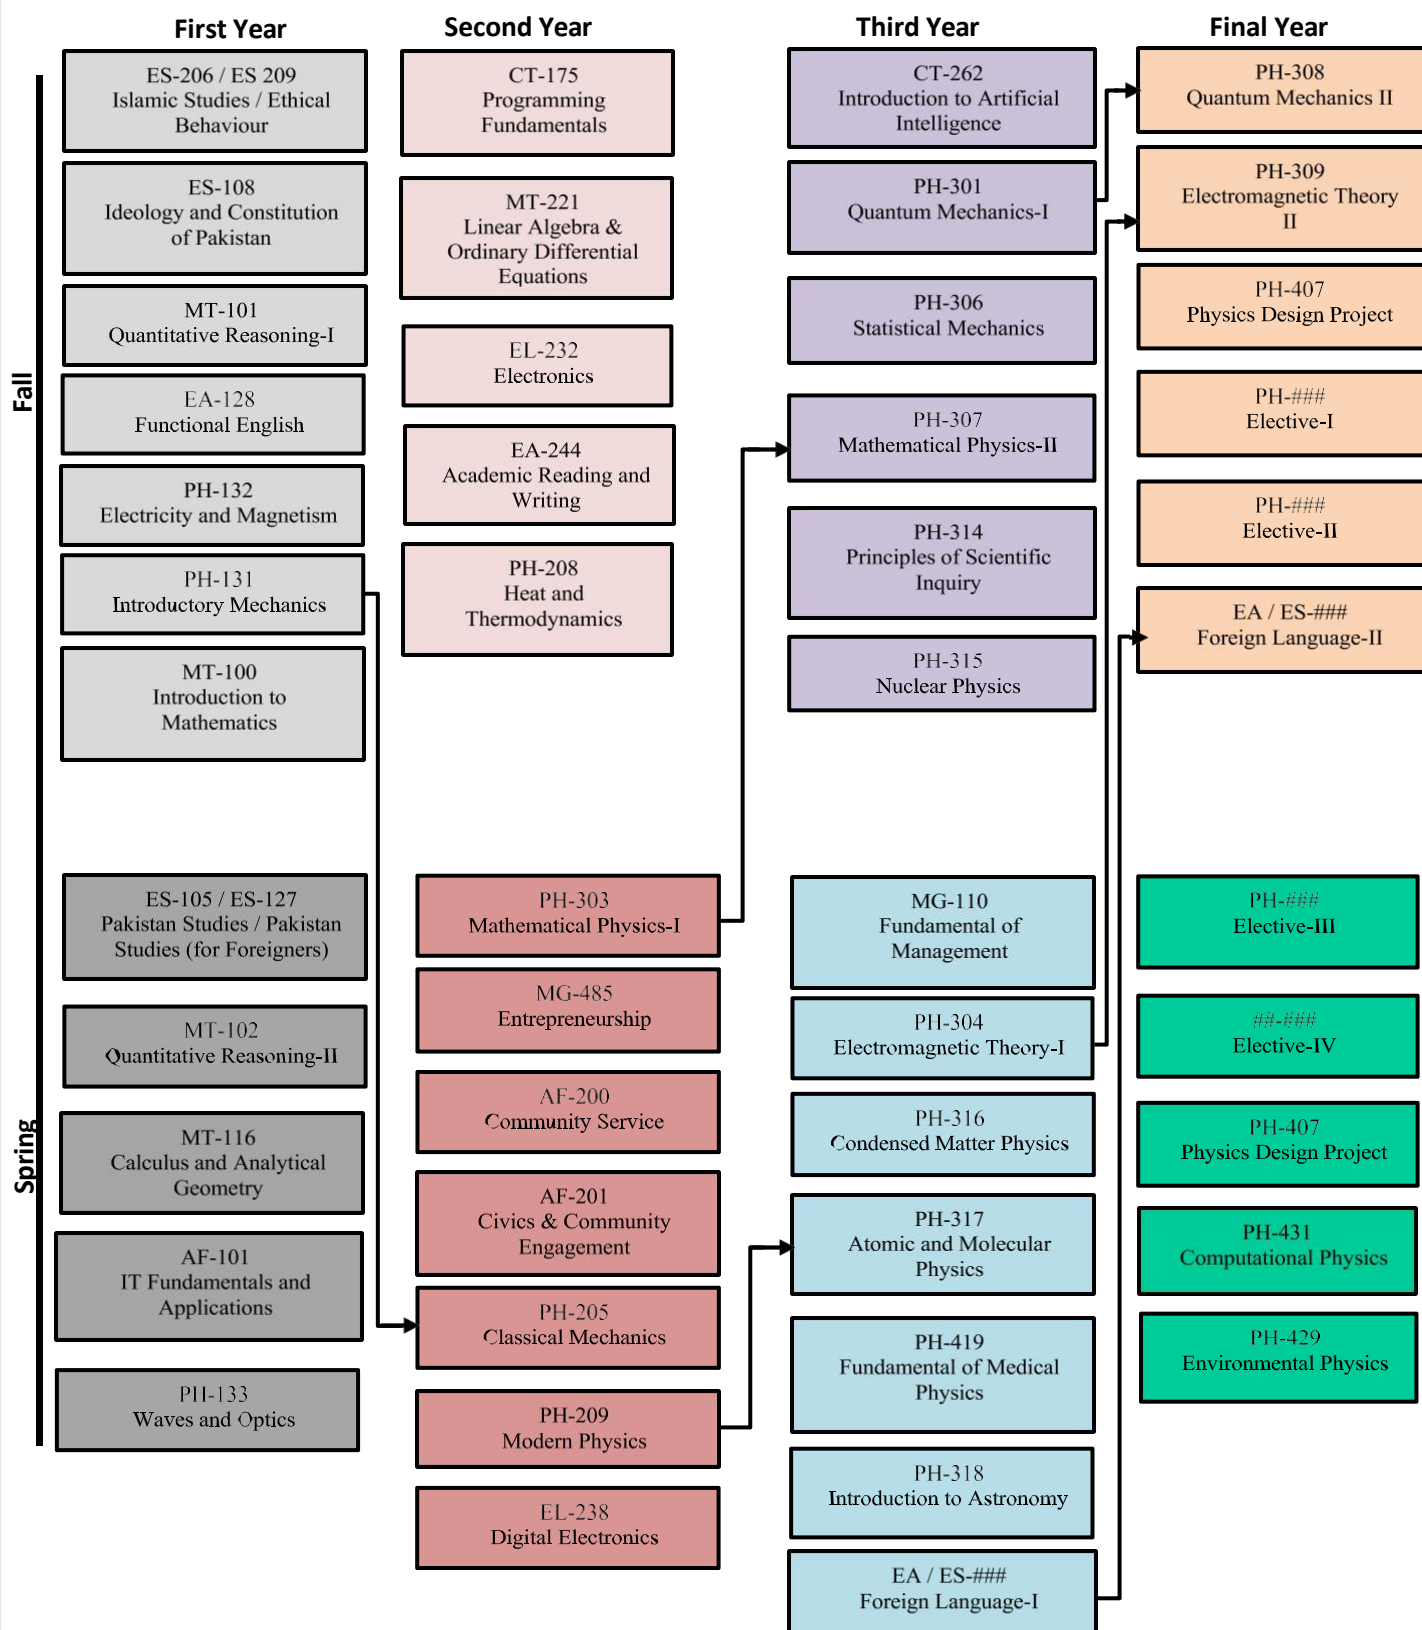 First Year
Second Year
Third Year
Final Year
Fall
ES-206 / ES 209
Islamic Studies / Ethical
Behaviour
ES-108
Ideology and Constitution
of Pakistan
MT-101
Quantitative Reasoning-I
EA-128
Functional English
PH-132
Electricity and Magnetism
PH-131
Introductory Mechanics
MT-100
Introduction to
Mathematics
CT-175
Programming
Fundamentals
MT-221
Linear Algebra &
Ordinary Differential
Equations
EL-232
Electronics
EA-244
Academic Reading and
Writing
PH-208
Heat and
Thermodynamics
CT-262
Introduction to Artificial
Intelligence
PH-301
Quantum Mechanics-I
PH-306
Statistical Mechanics
PH-307
Mathematical Physics-II
PH-314
Principles of Scientific
Inquiry
PH-315
Nuclear Physics
PH-308
Quantum Mechanics II
PH-309
Electromagnetic Theory
II
PH-407
Physics Design Project
PH-###
Elective-I
PH-###
Elective-II
EA / ES-###
Foreign Language-II
Spring
ES-105 / ES-127
Pakistan Studies / Pakistan
Studies (for Foreigners)
MT-102
Quantitative Reasoning-II
MT-116
Calculus and Analytical
Geometry
AF-101
IT Fundamentals and
Applications
PH-133
Waves and Optics
PH-303
Mathematical Physics-I
MG-485
Entrepreneurship
AF-200
Community Service
AF-201
Civics & Community
Engagement
PH-205
Classical Mechanics
PH-209
Modern Physics
EL-238
Digital Electronics
MG-110
Fundamental of
Management
PH-304
Electromagnetic Theory-I
PH-316
Condensed Matter Physics
PH-317
Atomic and Molecular
Physics
PH-419
Fundamental of Medical
Physics
PH-318
Introduction to Astronomy
EA / ES-###
Foreign Language-I
PH-###
Elective-III
##-###
Elective-IV
PH-407
Physics Design Project
PH-431
Computational Physics
PH-429
Environmental Physics